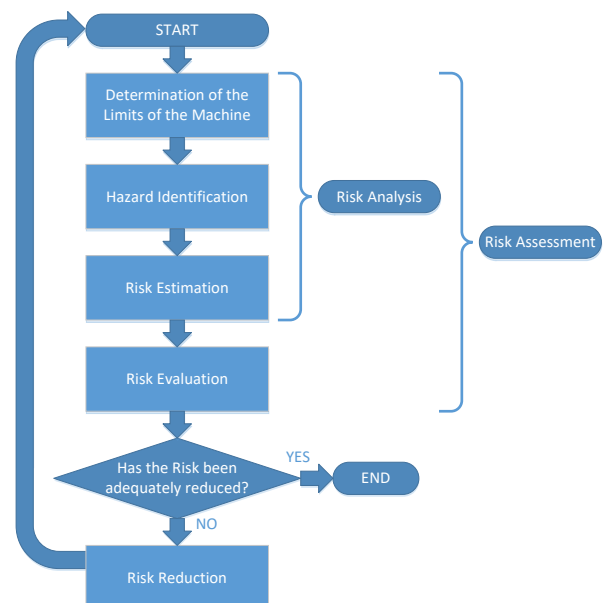 START
Determination of the
Limits of the Machine
Hazard Identification
Risk Analysis
Risk Assessment
Risk Estimation
Risk Evaluation
Has the Risk been
adequately reduced?
YES
END
NO
Risk Reduction